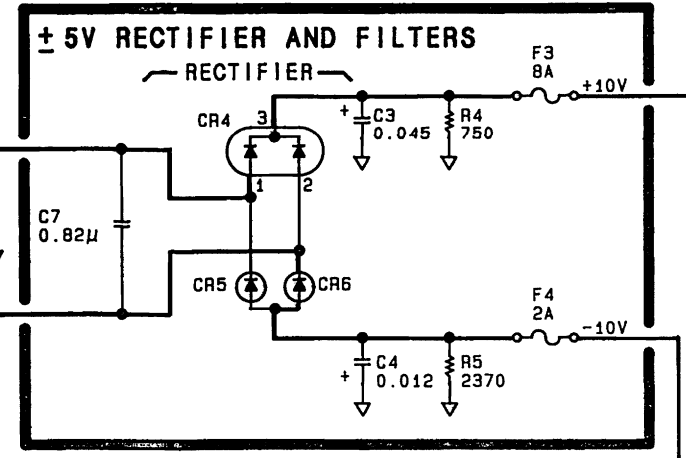 ± 5V RECTIFIER AND FILTERS
RECTIFIER
F3
8A
+10V
CR4
3
1
2
+
C3
0.045
R4
750
C7
0.82µ
CR5
CR6
F4
2A
-10V
+
C4
0.012
R5
2370